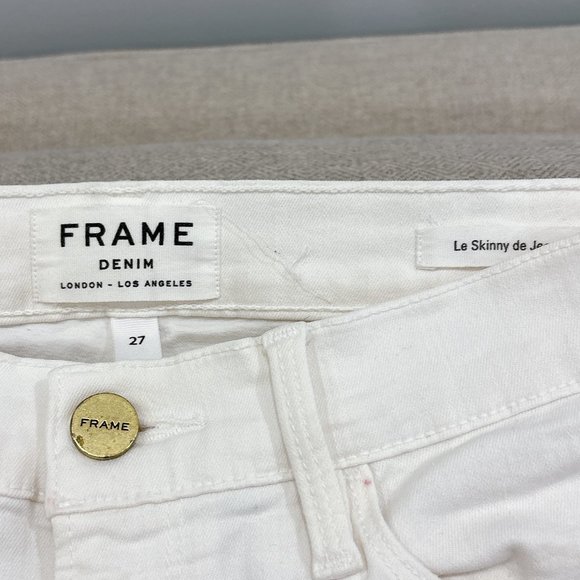 FRAME
DENIM
LONDON - LOS ANGELES
Le Skinny de
27
FRAME